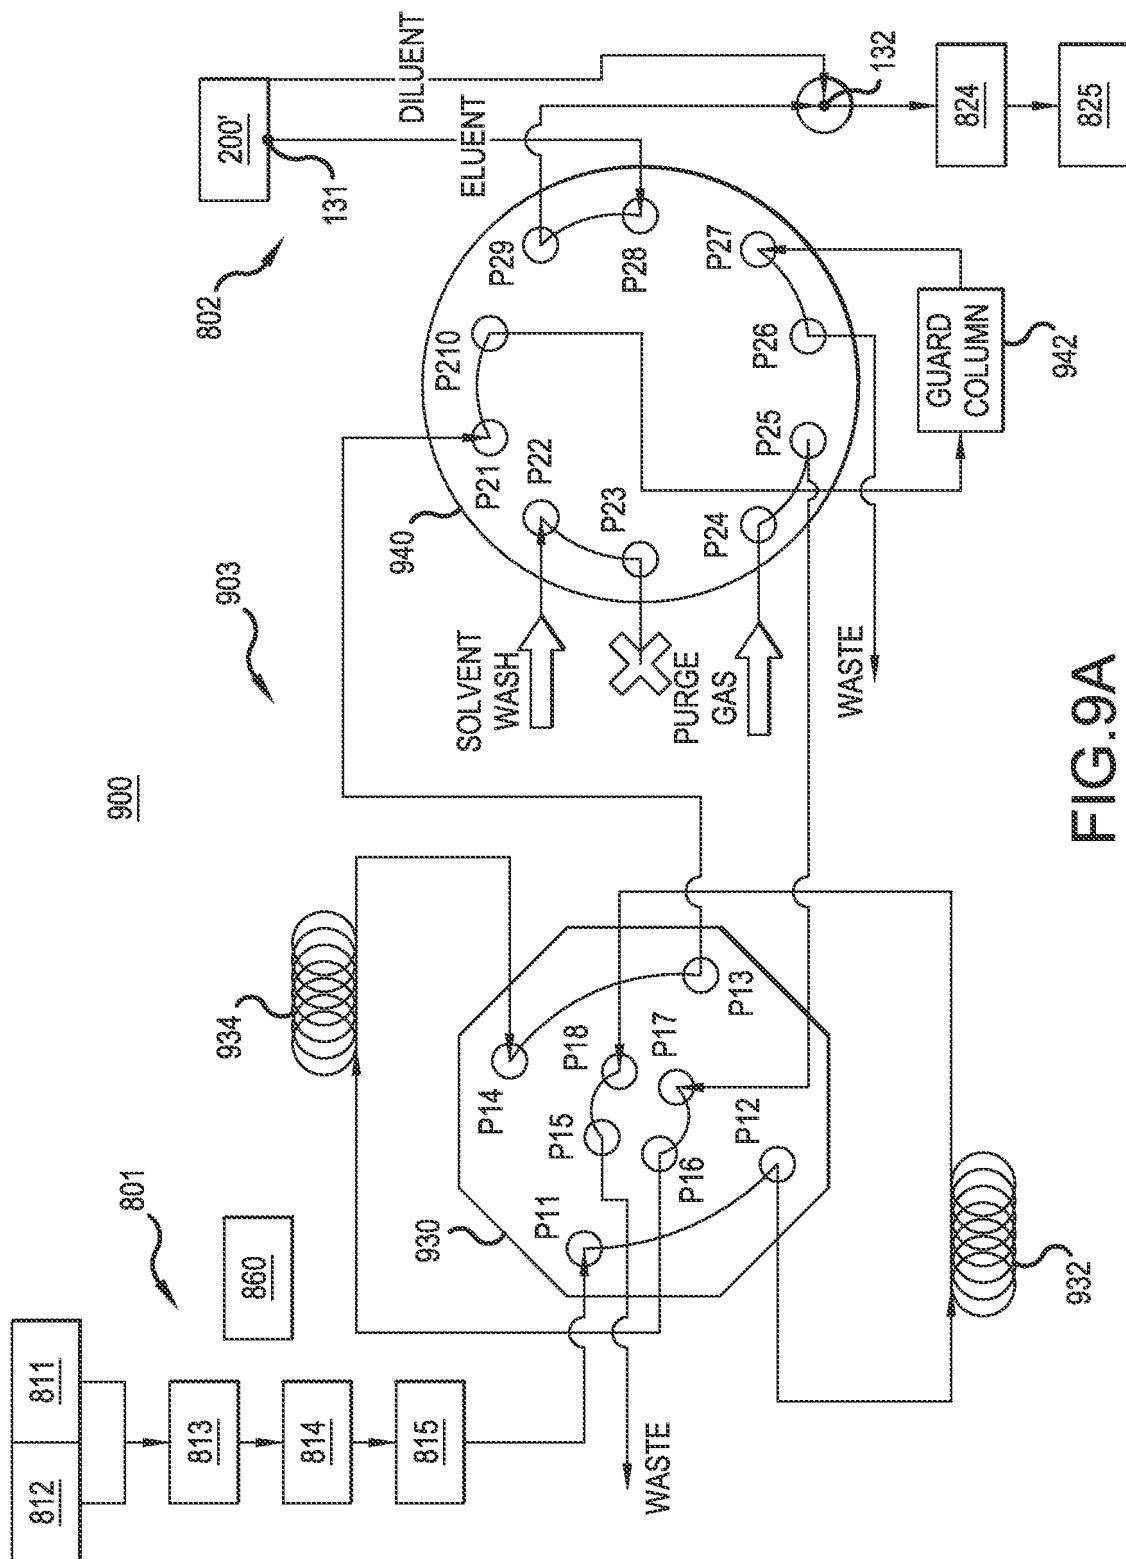 900
801
811
812
813
814
815
860
934
930
P14
P13
P18
P17
P15
P16
P11
P12
932
WASTE
903
802
200'
131
DILUENT
ELUENT
940
P210
P29
P21
P22
P28
P23
P27
P24
P26
P25
SOLVENT
WASH
PURGE
GAS
WASTE
GUARD
COLUMN
942
132
824
825
FIG.9A